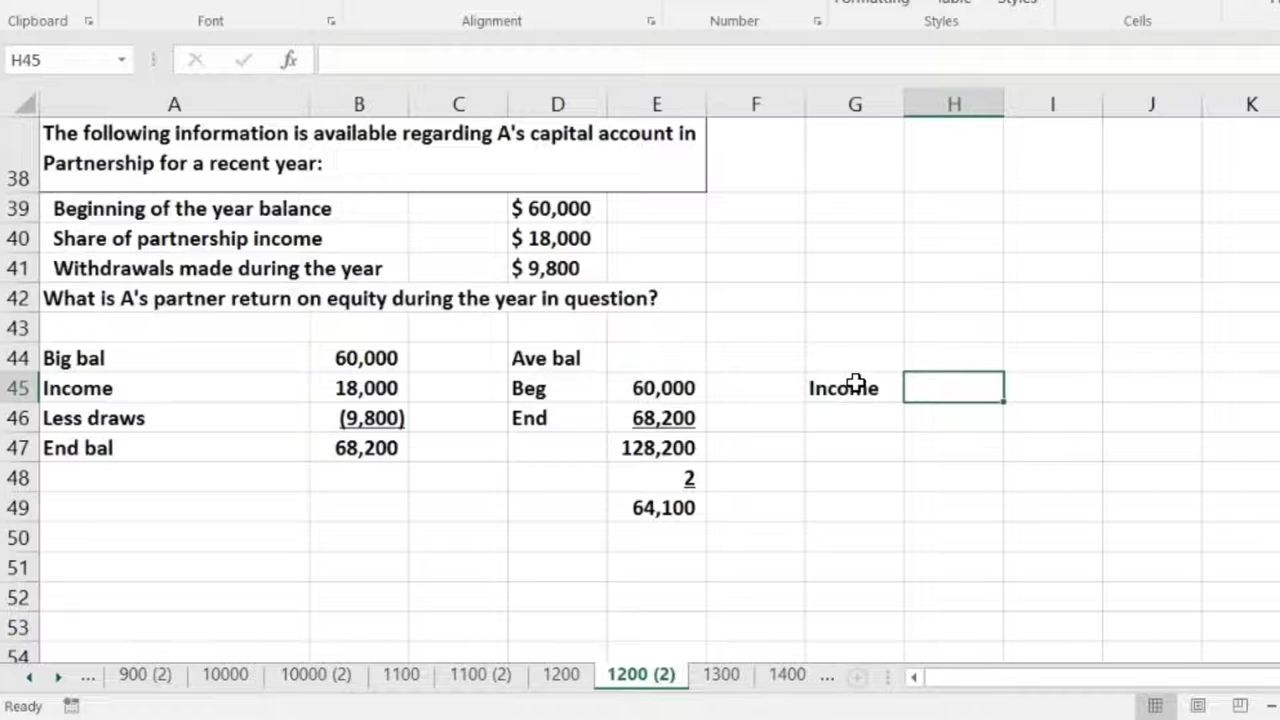 Formatting Table Styles
Clipboard Font Alignment Number Styles Cells
H45 fx
A B C D E F G H I J K
38 The following information is available regarding A's capital account in
Partnership for a recent year:
39 Beginning of the year balance $ 60,000
40 Share of partnership income $ 18,000
41 Withdrawals made during the year $ 9,800
42 What is A's partner return on equity during the year in question?
43
44 Big bal 60,000 Ave bal
45 Income 18,000 Beg 60,000 Income
46 Less draws (9,800) End 68,200
47 End bal 68,200 128,200
48 2
49 64,100
50
51
52
53
54
... 900 (2) 10000 10000 (2) 1100 1100 (2) 1200 1200 (2) 1300 1400 ...
Ready